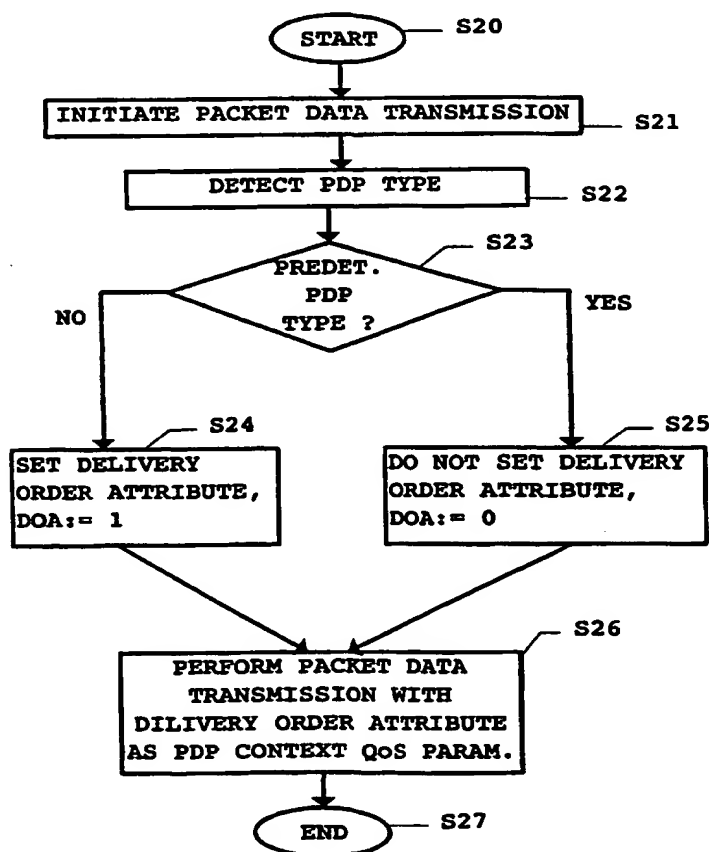 START
S20
INITIATE PACKET DATA TRANSMISSION
S21
DETECT PDP TYPE
S22
S23
PREDET.
PDP
TYPE ?
NO
YES
S24
SET DELIVERY
ORDER ATTRIBUTE,
DOA:= 1
S25
DO NOT SET DELIVERY
ORDER ATTRIBUTE,
DOA:= 0
S26
PERFORM PACKET DATA
TRANSMISSION WITH
DILIVERY ORDER ATTRIBUTE
AS PDP CONTEXT QoS PARAM.
END
S27